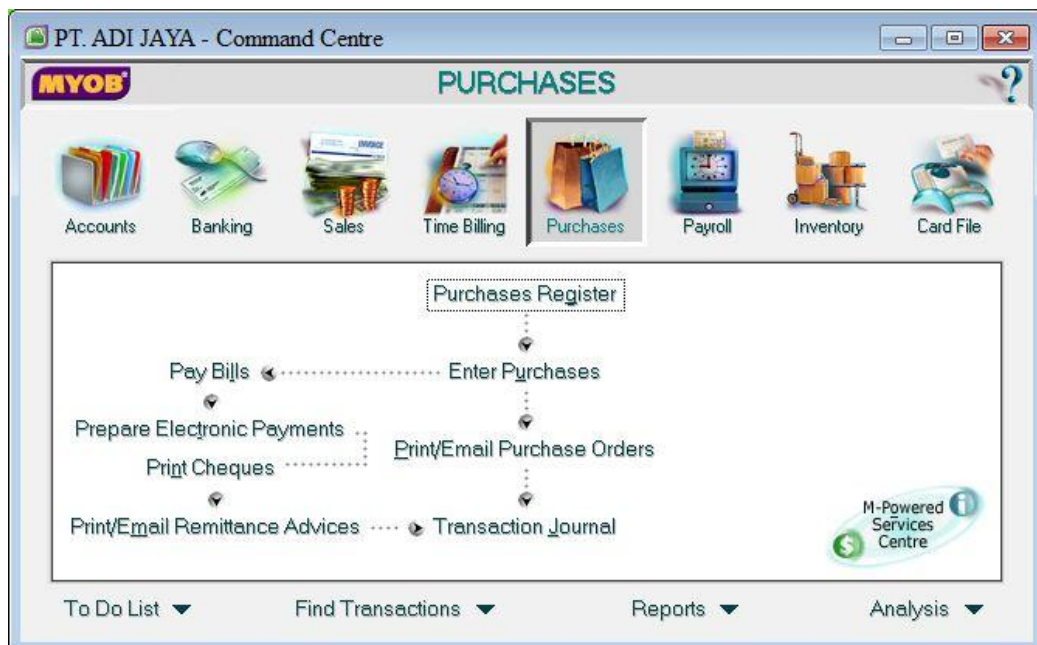 PT. ADI JAYA - Command Centre
MYOB
PURCHASES
?
INVOICE
Accounts
Banking
Sales
Time Billing
Purchases
Payroll
Inventory
Card File
Purchases Register
Pay Bills
Enter Purchases
Prepare Electronic Payments
Print/Email Purchase Orders
Print Cheques
Print/Email Remittance Advices
Transaction Journal
M-Powered
Services
Centre
To Do List
Find Transactions
Reports
Analysis